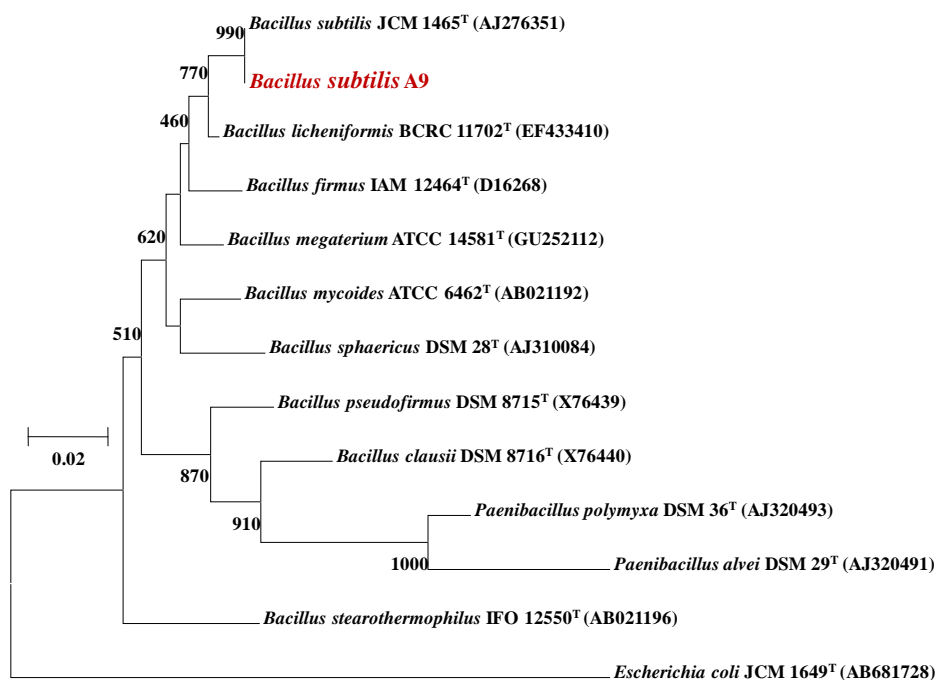 Bacillus subtilis JCM 1465T (AJ276351)
990
770
Bacillus subtilis A9
460
Bacillus licheniformis BCRC 11702T (EF433410)
Bacillus firmus IAM 12464T (D16268)
620
Bacillus megaterium ATCC 14581T (GU252112)
Bacillus mycoides ATCC 6462T (AB021192)
510
Bacillus sphaericus DSM 28T (AJ310084)
Bacillus pseudofirmus DSM 8715T (X76439)
0.02
Bacillus clausii DSM 8716T (X76440)
870
Paenibacillus polymyxa DSM 36T (AJ320493)
910
1000
Paenibacillus alvei DSM 29T (AJ320491)
Bacillus stearothermophilus IFO 12550T (AB021196)
Escherichia coli JCM 1649T (AB681728)